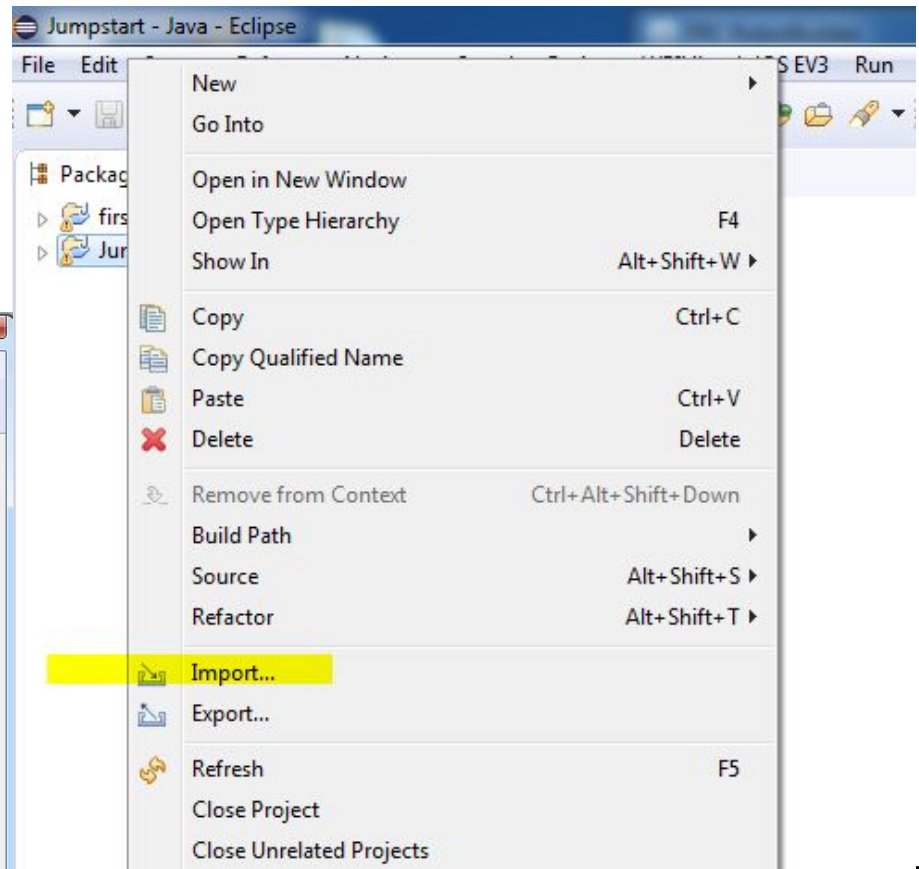 Jumpstart - Java - Eclipse
File Edit Run
New
Go Into
Packag
Open in New Window
firs
Open Type Hierarchy F4
Jur
Show In Alt+Shift+W
Copy Ctrl+C
Copy Qualified Name
Paste Ctrl+V
Delete Delete
Remove from Context Ctrl+Alt+Shift+Down
Build Path
Source Alt+Shift+S
Refactor Alt+Shift+T
Import...
Export...
Refresh F5
Close Project
Close Unrelated Projects